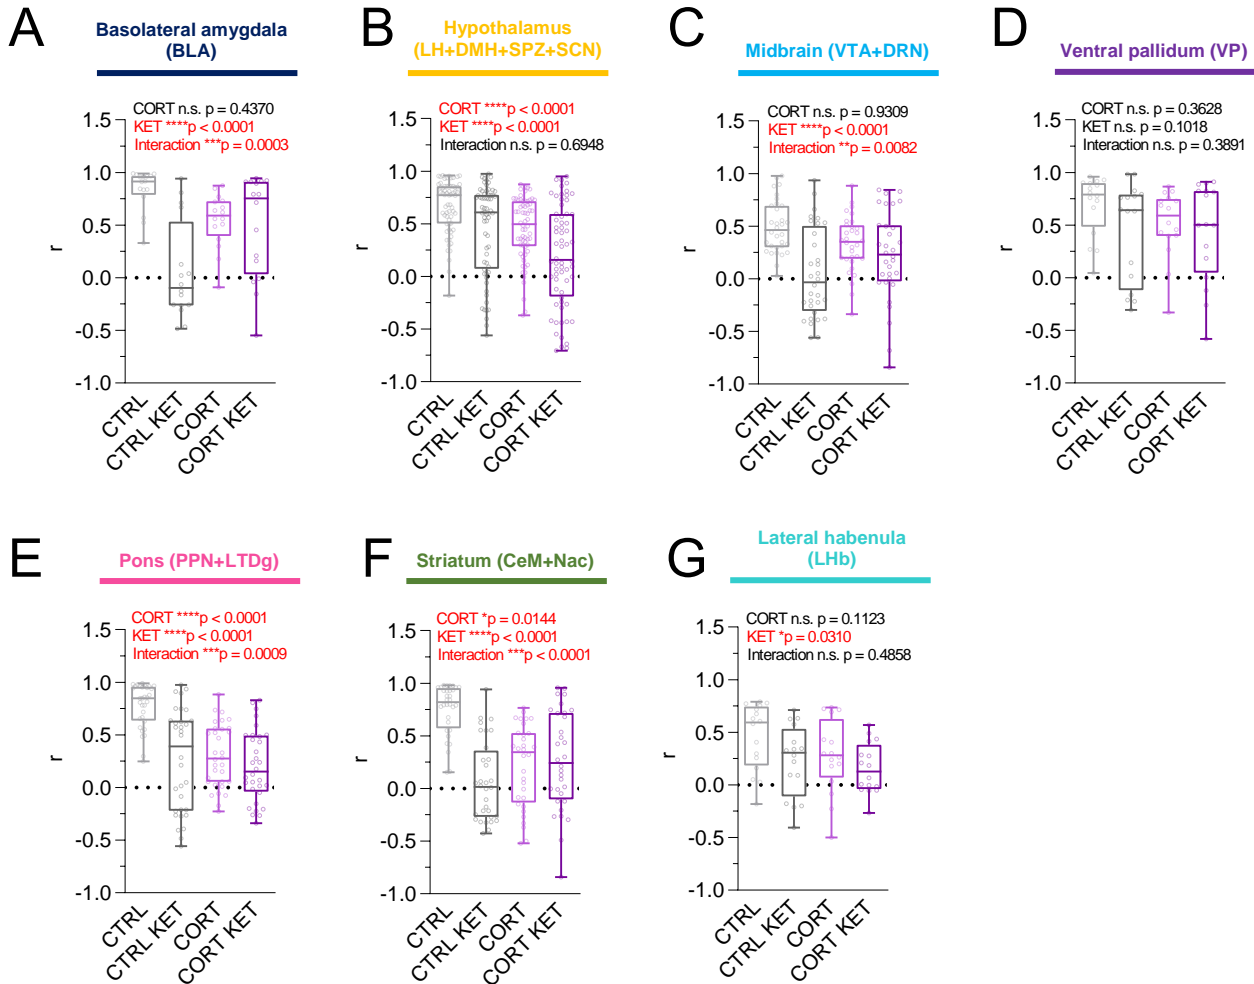 A
Basolateral amygdala
(BLA)
CORT n.s. p = 0.4370
KET ****p < 0.0001
Interaction ***p = 0.0003
1.5
1.0
0.5
0.0
-0.5
-1.0
r
CTRL
CTRL KET
CORT
CORT KET
B
Hypothalamus
(LH+DMH+SPZ+SCN)
CORT ****p < 0.0001
KET ****p < 0.0001
Interaction n.s. p = 0.6948
1.5
1.0
0.5
0.0
-0.5
-1.0
r
CTRL
CTRL KET
CORT
CORT KET
C
Midbrain (VTA+DRN)
CORT n.s. p = 0.9309
KET ****p < 0.0001
Interaction **p = 0.0082
1.5
1.0
0.5
0.0
-0.5
-1.0
r
CTRL
CTRL KET
CORT
CORT KET
D
Ventral pallidum (VP)
CORT n.s. p = 0.3628
KET n.s. p = 0.1018
Interaction n.s. p = 0.3891
1.5
1.0
0.5
0.0
-0.5
-1.0
r
CTRL
CTRL KET
CORT
CORT KET
E
Pons (PPN+LTDg)
CORT ****p < 0.0001
KET ****p < 0.0001
Interaction ***p = 0.0009
1.5
1.0
0.5
0.0
-0.5
-1.0
r
CTRL
CTRL KET
CORT
CORT KET
F
Striatum (CeM+Nac)
CORT *p = 0.0144
KET ****p < 0.0001
Interaction ***p < 0.0001
1.5
1.0
0.5
0.0
-0.5
-1.0
r
CTRL
CTRL KET
CORT
CORT KET
G
Lateral habenula
(LHb)
CORT n.s. p = 0.1123
KET *p = 0.0310
Interaction n.s. p = 0.4858
1.5
1.0
0.5
0.0
-0.5
-1.0
r
CTRL
CTRL KET
CORT
CORT KET